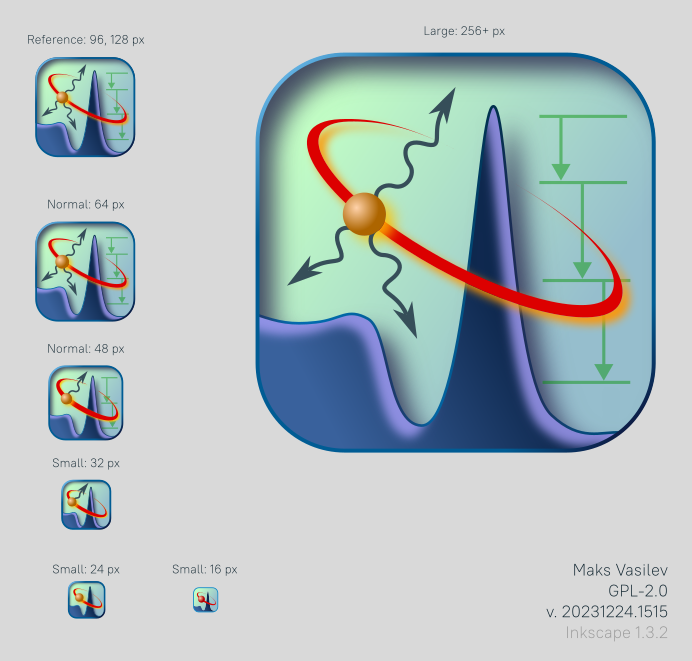 Reference: 96, 128 px
Large: 256+ px
Normal: 64 px
Normal: 48 px
Small: 32 px
Small: 24 px
Small: 16 px
Maks Vasilev
GPL-2.0
v. 20231224.1515
Inkscape 1.3.2